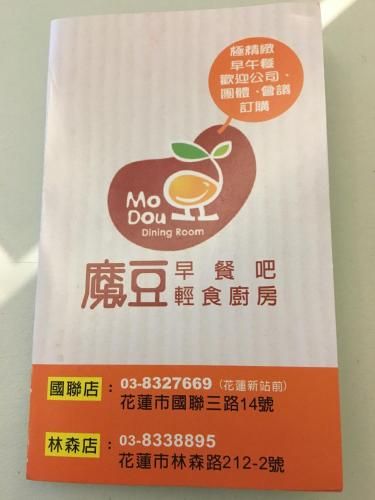 極精緻
早午餐
歡迎公司、
團體、會議
訂購
Mo
Dou
Dining Room
魔豆 早餐吧
輕食廚房
國聯店：03-8327669（花蓮新站前）
花蓮市國聯三路14號
林森店：03-8338895
花蓮市林森路212-2號